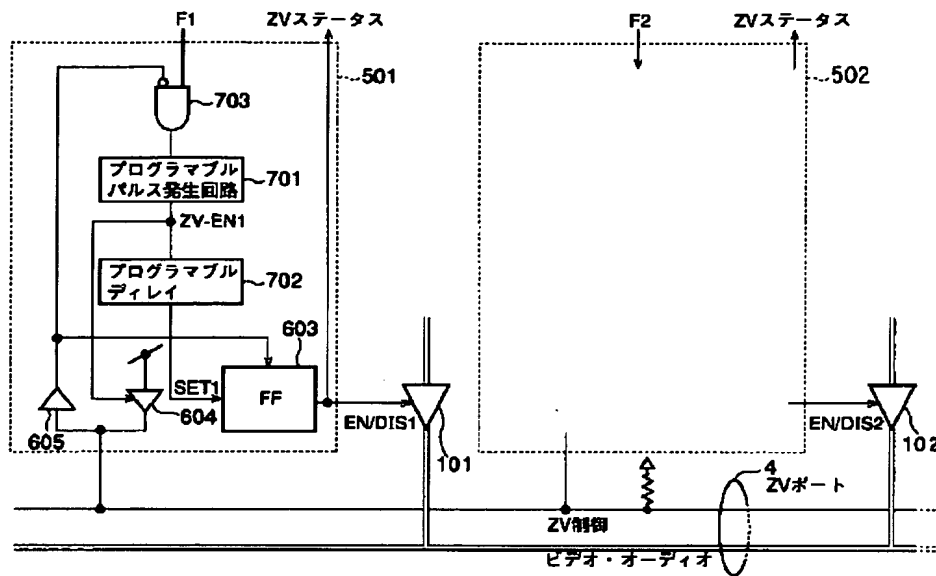 F1
ZVステータス
F2
ZVステータス
501
502
703
プログラマブル
パルス発生回路
701
ZV-EN1
プログラマブル
ディレイ
702
603
SET1
FF
604
605
EN/DIS1
101
EN/DIS2
102
4
ZVポート
ZV制御
ビデオ・オーディオ